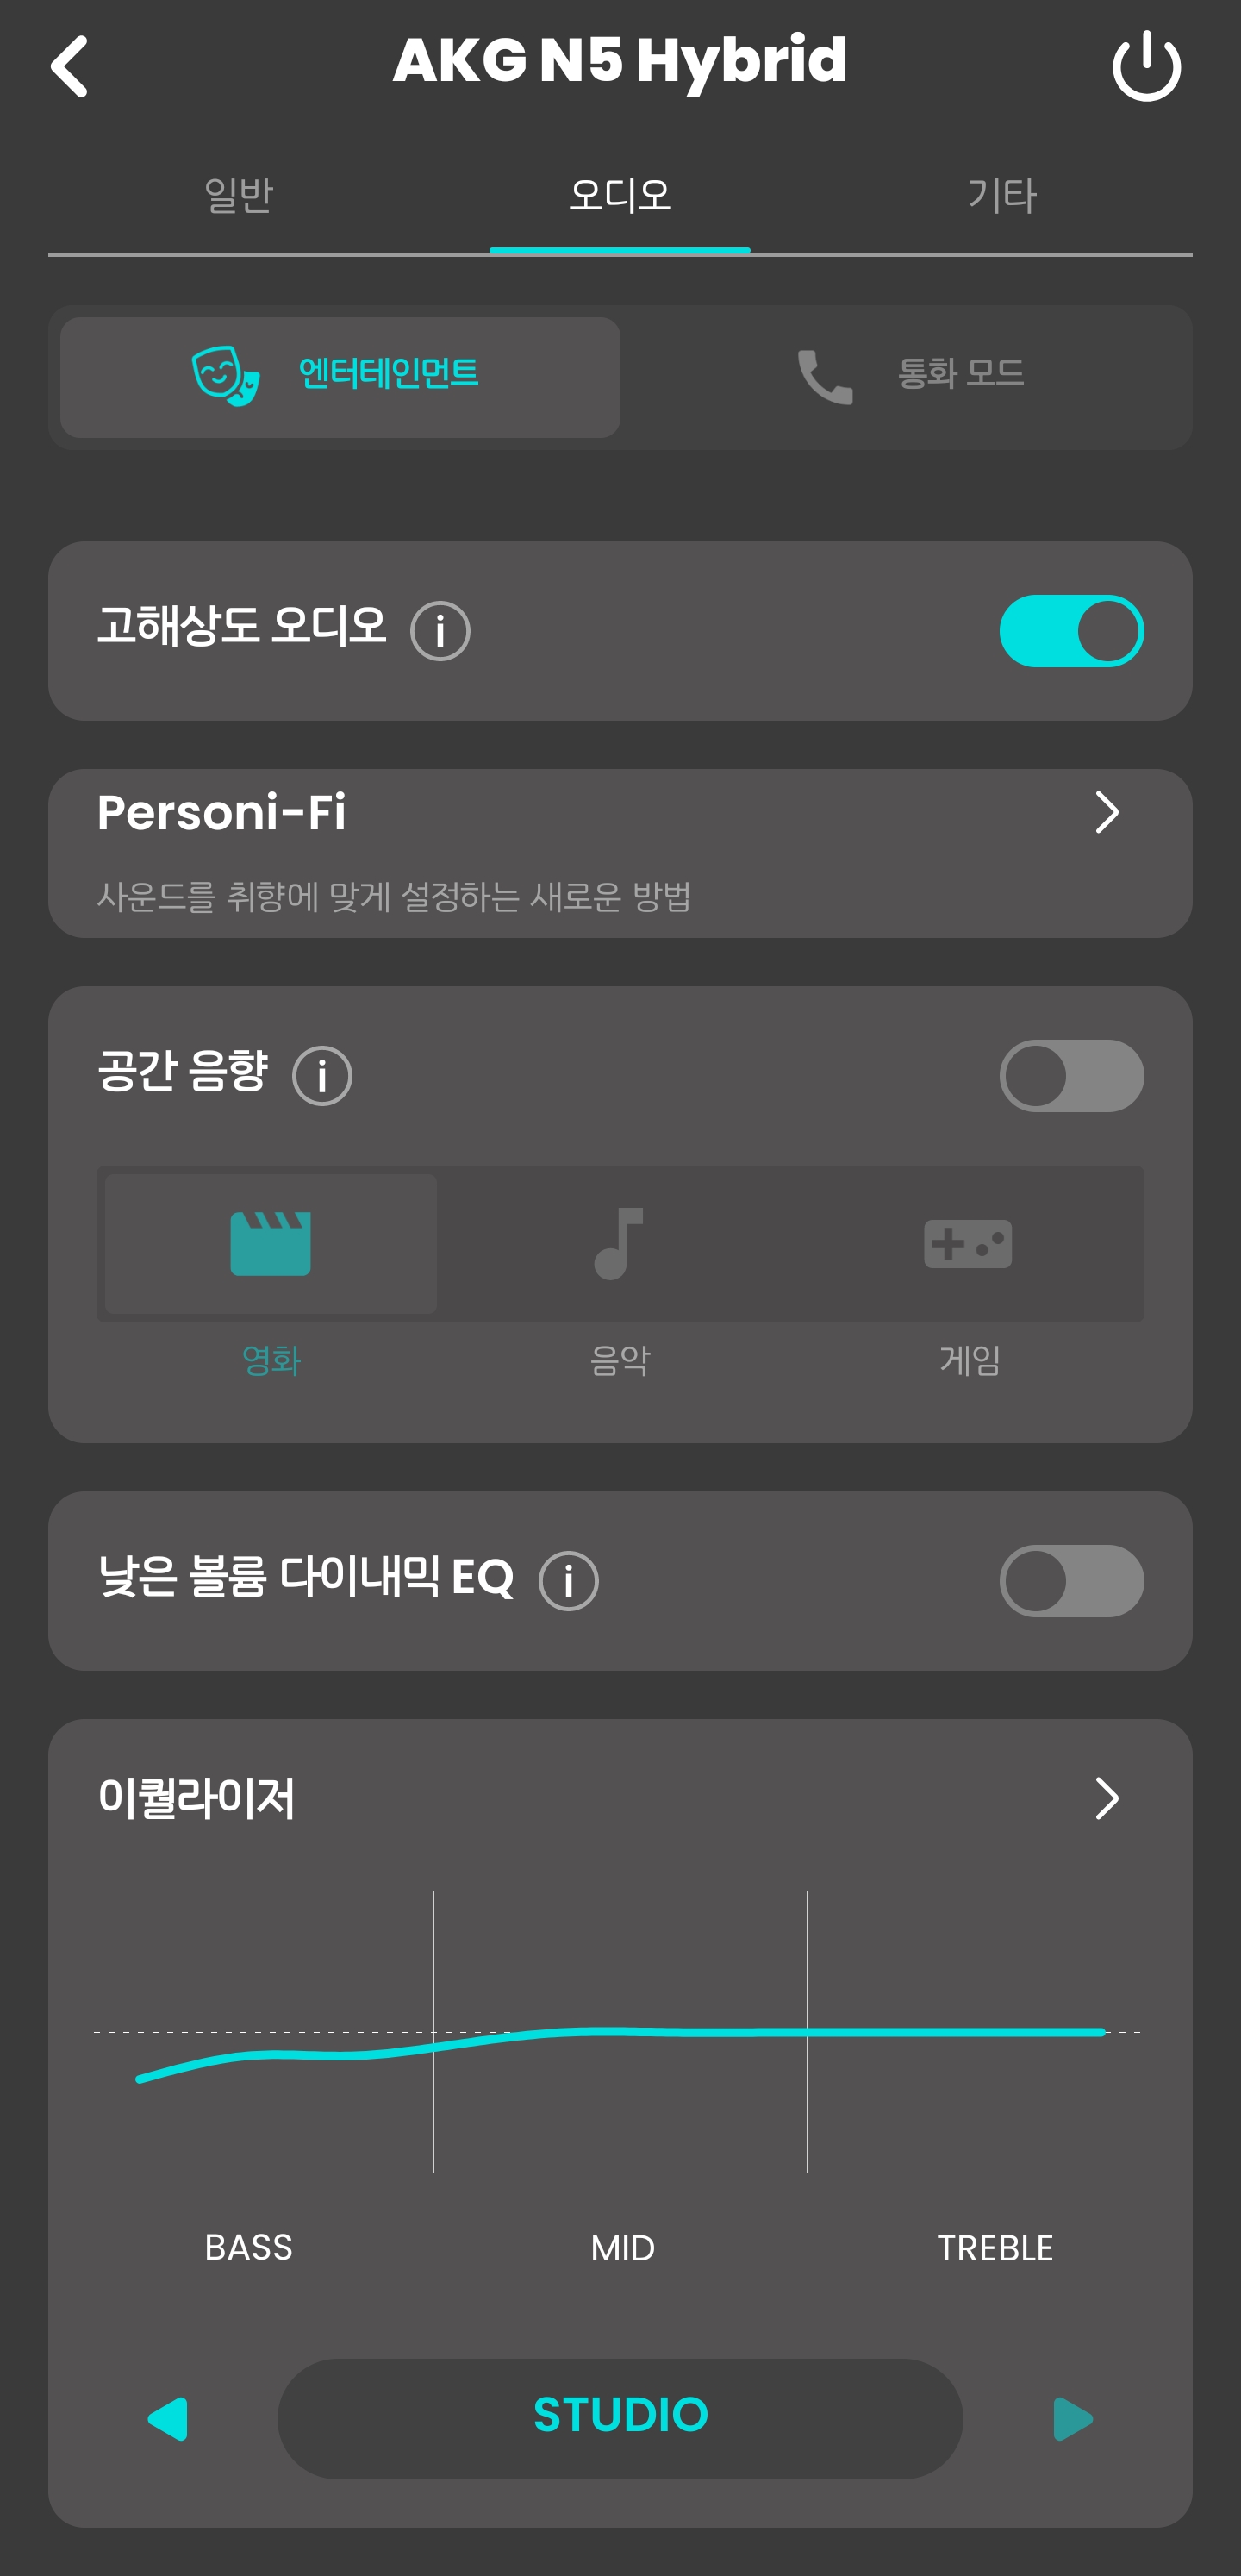 AKG N5 Hybrid
일반 오디오 기타
엔터테인먼트 통화 모드
고해상도 오디오 i
Personi-Fi
사운드를 취향에 맞게 설정하는 새로운 방법
공간 음향 i
영화 음악 게임
낮은 볼륨 다이내믹 EQ i
이퀄라이저
BASS MID TREBLE
STUDIO